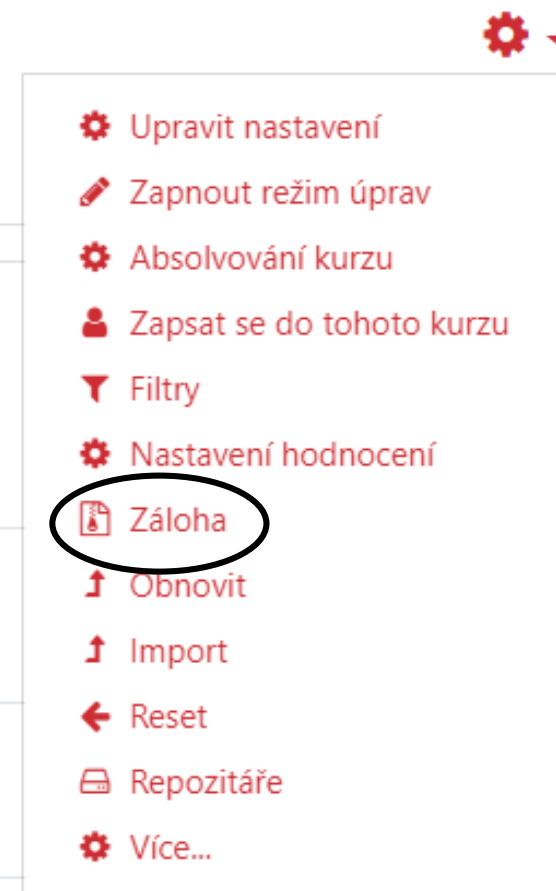 Upravit nastavení
Zapnout režim úprav
Absolvování kurzu
Zapsat se do tohoto kurzu
Filtry
Nastavení hodnocení
Záloha
Obnovit
Import
Reset
Repozitáře
Více...